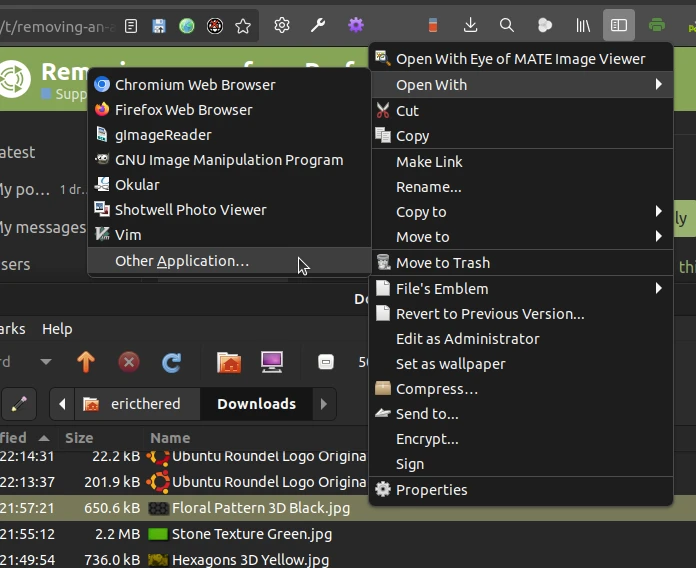 t/removing-an-a
Open With Eye of MATE Image Viewer
Supp
Chromium Web Browser
Open With
Firefox Web Browser
Cut
gImageReader
Copy
GNU Image Manipulation Program
Make Link
Okular
Rename...
Shotwell Photo Viewer
Copy to
Vim
Move to
Other Application...
Move to Trash
atest
My po... 1 dr...
My messages
sers
ly
thi
File's Emblem
Revert to Previous Version...
arks Help
Edit as Administrator
Set as wallpaper
Compress...
ericthered
Downloads
Send to...
Encrypt...
fied Size Name
Sign
22:14:31 22.2 kB Ubuntu Roundel Logo Origina
22:13:37 201.9 kB Ubuntu Roundel Logo Origina
Properties
21:57:21 650.6 kB Floral Pattern 3D Black.jpg
21:55:12 2.2 MB Stone Texture Green.jpg
21:49:54 736.0 kB Hexagons 3D Yellow.jpg